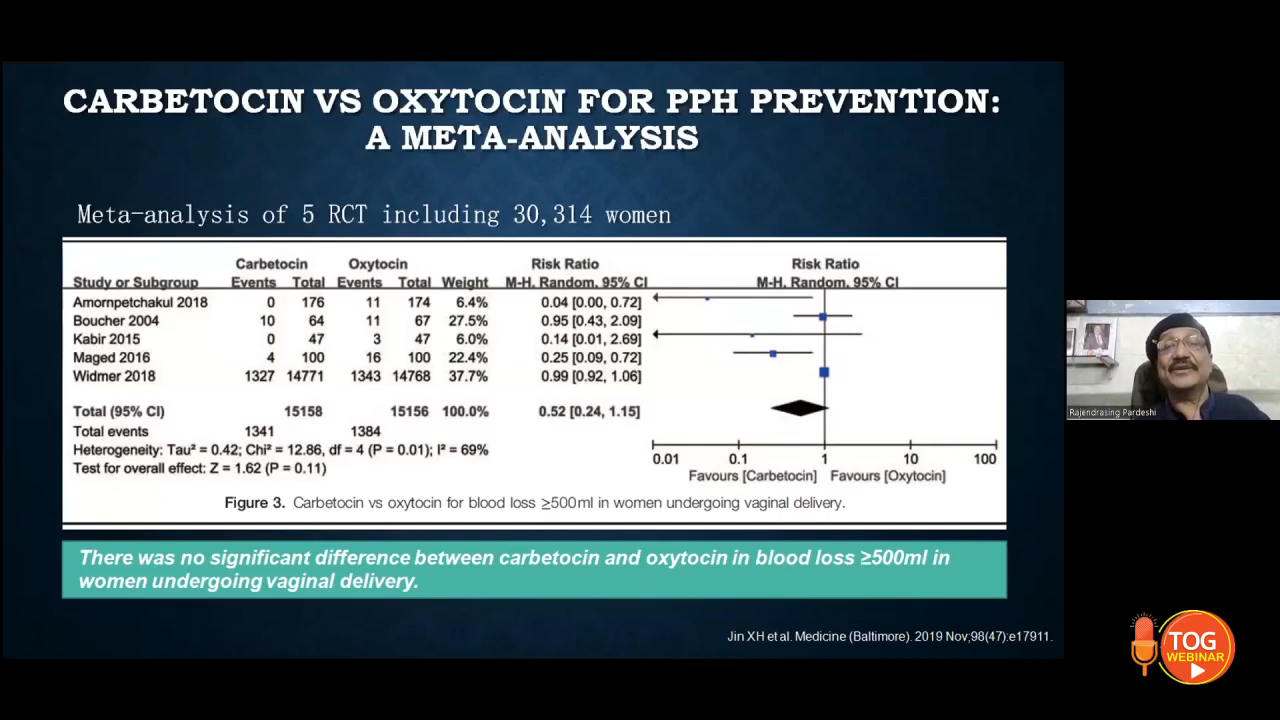 CARBETOCIN VS OXYTOCIN FOR PPH PREVENTION:
A META-ANALYSIS
Meta-analysis of 5 RCT including 30,314 women
Carbetocin Oxytocin Risk Ratio Risk Ratio
Study or Subgroup Events Total Events Total Weight M-H. Random. 95% CI M-H. Random. 95% CI
Amornpetchakul 2018 0 176 11 174 6.4% 0.04 [0.00, 0.72]
Boucher 2004 10 64 11 67 27.5% 0.95 [0.43, 2.09]
Kabir 2015 0 47 3 47 6.0% 0.14 [0.01, 2.69]
Maged 2016 4 100 16 100 22.4% 0.25 [0.09, 0.72]
Widmer 2018 1327 14771 1343 14768 37.7% 0.99 [0.92, 1.06]
Total (95% CI) 15158 15156 100.0% 0.52 [0.24, 1.15]
Total events 1341 1384
Heterogeneity: Tau² = 0.42; Chi² = 12.86, df = 4 (P = 0.01); I² = 69%
Test for overall effect: Z = 1.62 (P = 0.11)
0.01 0.1 1 10 100
Favours [Carbetocin] Favours [Oxytocin]
Figure 3. Carbetocin vs oxytocin for blood loss ≥500ml in women undergoing vaginal delivery.
There was no significant difference between carbetocin and oxytocin in blood loss ≥500ml in
women undergoing vaginal delivery.
Jin XH et al. Medicine (Baltimore). 2019 Nov;98(47):e17911.
Rajendrasing Pardeshi
TOG
WEBINAR